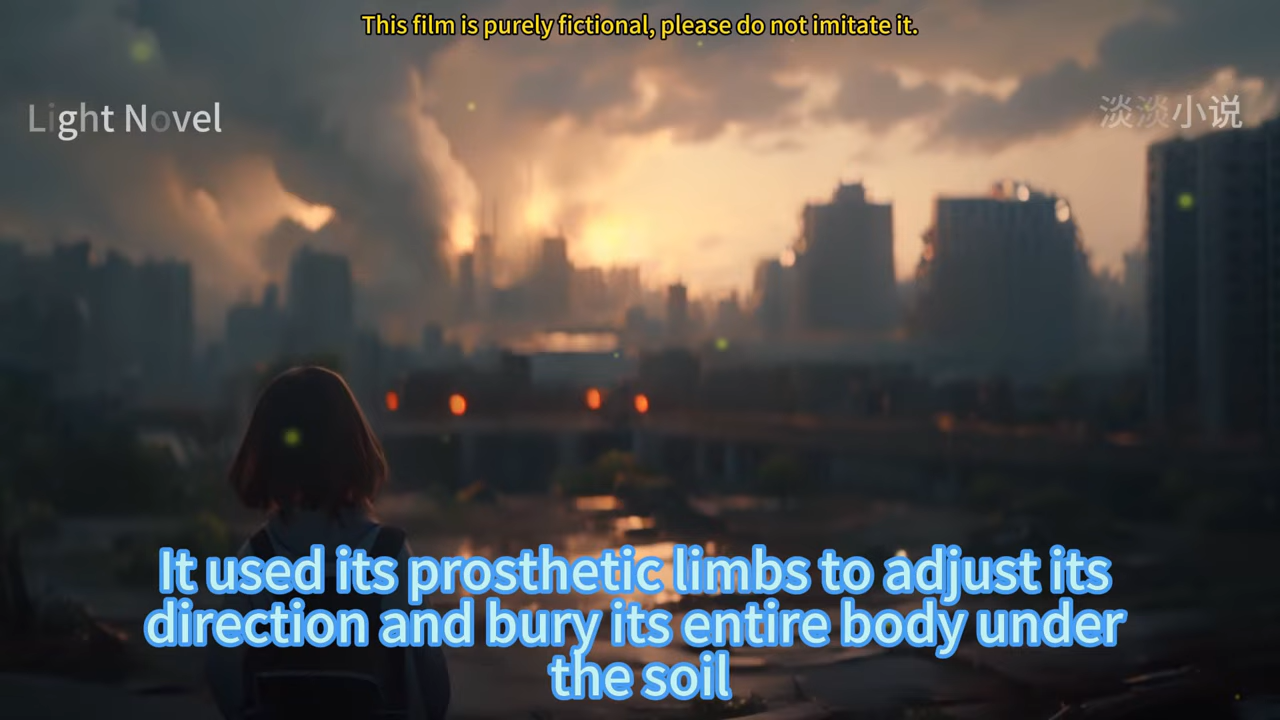 This film is purely fictional, please do not imitate it.
Light Novel
淡淡小说
It used its prosthetic limbs to adjust its
direction and bury its entire body under
the soil